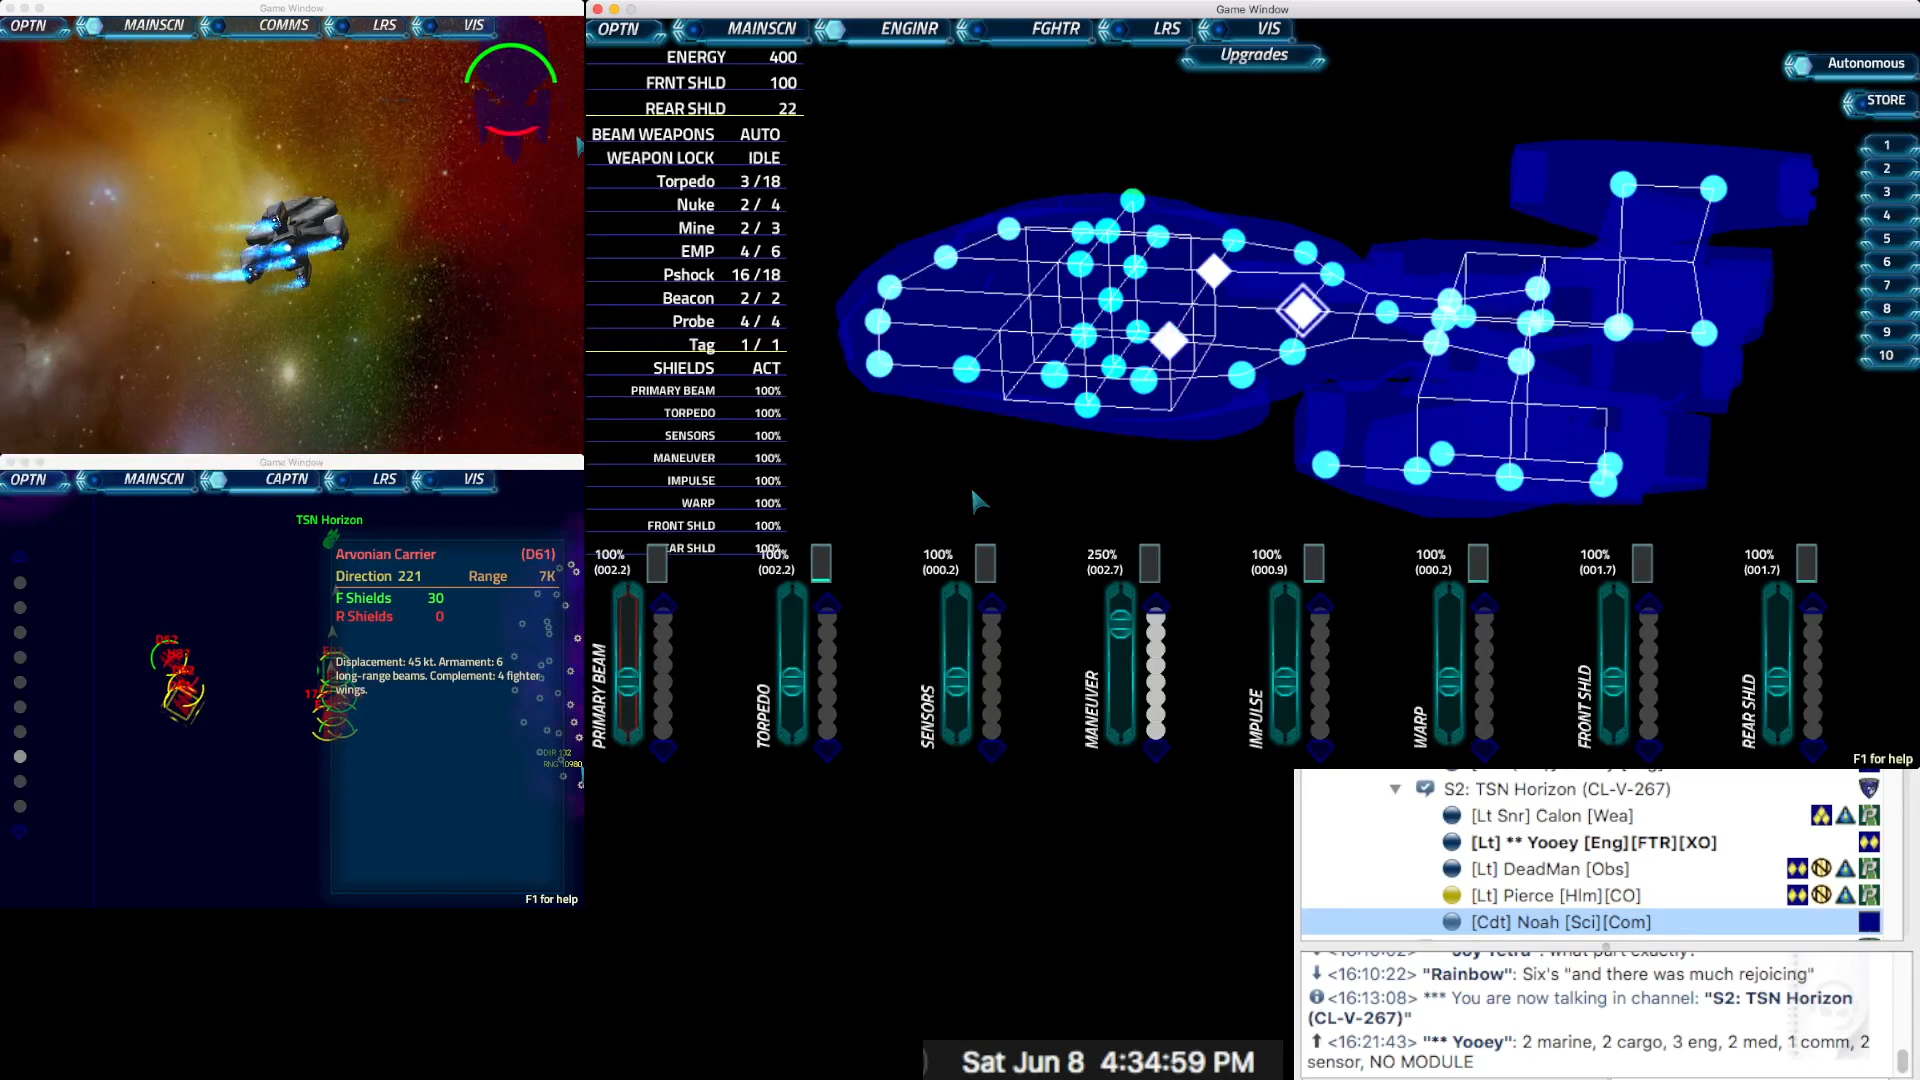 Game Window
OPTN MAINSCN COMMS LRS VIS
Game Window
OPTN MAINSCN CAPTN LRS VIS
TSN Horizon
Arvonian Carrier (D61)
Direction 221 Range 7K
F Shields 30
R Shields 0
Displacement: 45 kt. Armament: 6
long-range beams. Complement: 4 fighter
wings.
DIR 132
RNG 10980
F1 for help
Game Window
OPTN MAINSCN ENGINR FGHTR LRS VIS
Upgrades
Autonomous
STORE
1
2
3
4
5
6
7
8
9
10
ENERGY 400
FRNT SHLD 100
REAR SHLD 22
BEAM WEAPONS AUTO
WEAPON LOCK IDLE
Torpedo 3 /18
Nuke 2 / 4
Mine 2 / 3
EMP 4 / 6
Pshock 16 /18
Beacon 2 / 2
Probe 4 / 4
Tag 1 / 1
SHIELDS ACT
PRIMARY BEAM 100%
TORPEDO 100%
SENSORS 100%
MANEUVER 100%
IMPULSE 100%
WARP 100%
FRONT SHLD 100%
EAR SHLD 100%
100% 100% 100% 250% 100% 100% 100% 100%
(002.2) (002.2) (000.2) (002.7) (000.9) (000.2) (001.7) (001.7)
PRIMARY BEAM
TORPEDO
SENSORS
MANEUVER
IMPULSE
WARP
FRONT SHLD
REAR SHLD
F1 for help
S2: TSN Horizon (CL-V-267)
[Lt Snr] Calon [Wea]
[Lt] ** Yooey [Eng][FTR][XO]
[Lt] DeadMan [Obs]
[Lt] Pierce [Hlm][CO]
[Cdt] Noah [Sci][Com]
<16:10:22> "Rainbow": Six's "and there was much rejoicing"
<16:13:08> *** You are now talking in channel: "S2: TSN Horizon
(CL-V-267)"
<16:21:43> "** Yooey": 2 marine, 2 cargo, 3 eng, 2 med, 1 comm, 2
sensor, NO MODULE
Sat Jun 8 4:34:59 PM